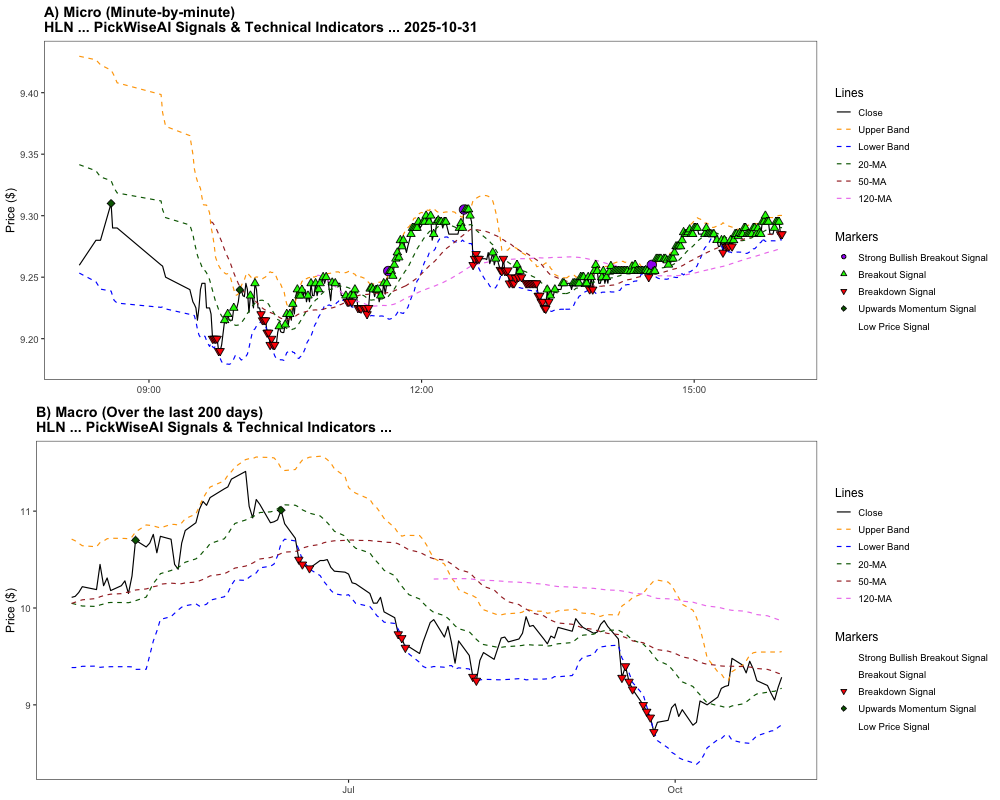 A) Micro (Minute-by-minute)
HLN ... PickWiseAI Signals & Technical Indicators ... 2025-10-31
Price ($)
9.40
9.35
9.30
9.25
9.20
09:00
12:00
15:00
Lines
Close
Upper Band
Lower Band
20-MA
50-MA
120-MA
Markers
Strong Bullish Breakout Signal
Breakout Signal
Breakdown Signal
Upwards Momentum Signal
Low Price Signal
B) Macro (Over the last 200 days)
HLN ... PickWiseAI Signals & Technical Indicators ...
Price ($)
11
10
9
Jul
Oct
Lines
Close
Upper Band
Lower Band
20-MA
50-MA
120-MA
Markers
Strong Bullish Breakout Signal
Breakout Signal
Breakdown Signal
Upwards Momentum Signal
Low Price Signal